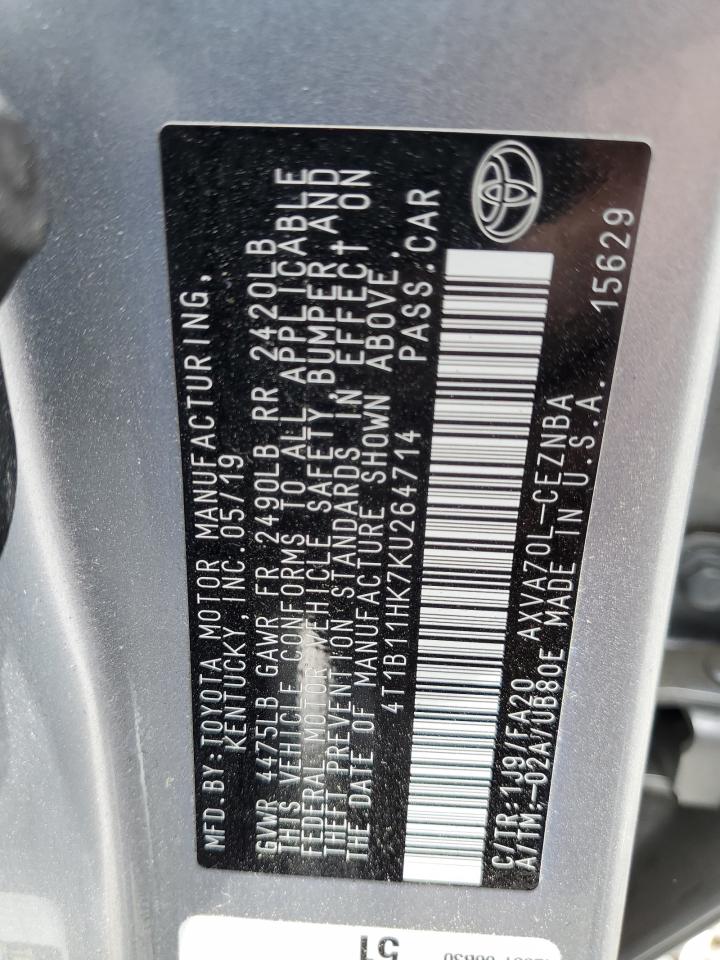 MFD.BY:TOYOTA MOTOR MANUFACTURING,
KENTUCKY, INC.05/19
GVWR 4475LB GAWR FR 2490LB RR 2420LB
THIS VEHICLE CONFORMS TO ALL APPLICABLE
FEDERAL MOTOR VEHICLE SAFETY, BUMPER AND
THEFT PREVENTION STANDARDS IN EFFECT ON
THE DATE OF MANUFACTURE SHOWN ABOVE.
4T1B11HK7KU264714 PASS.CAR
C/TR:1J9/FA20 AXVA70L-CEZNBA
A/TM:-02A/UB80E MADE IN U.S.A. 15629
51